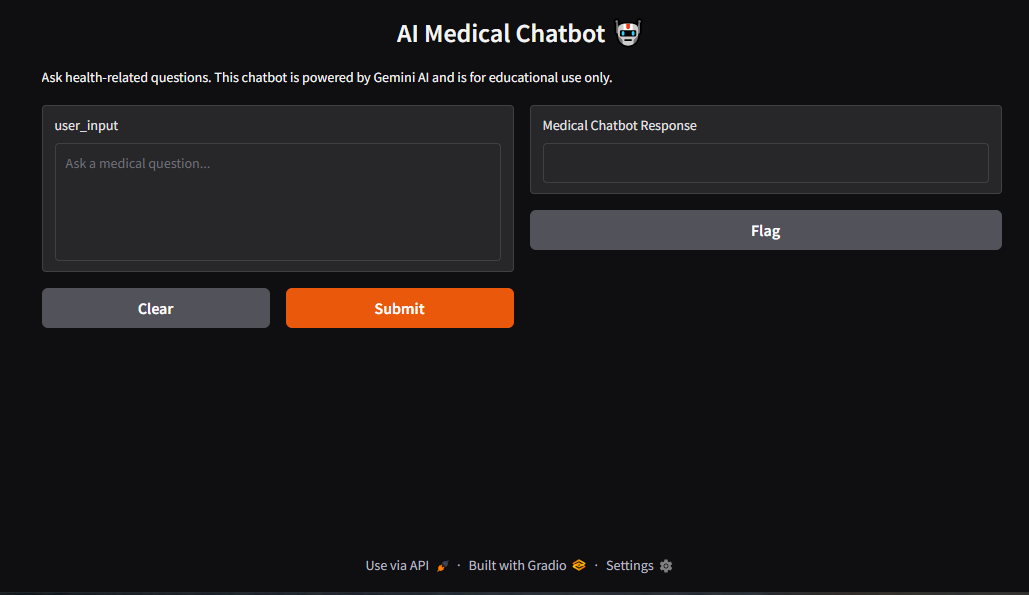 AI Medical Chatbot 🤖
Ask health-related questions. This chatbot is powered by Gemini AI and is for educational use only.
user_input
Ask a medical question...
Clear
Submit
Medical Chatbot Response
Flag
Use via API · Built with Gradio · Settings